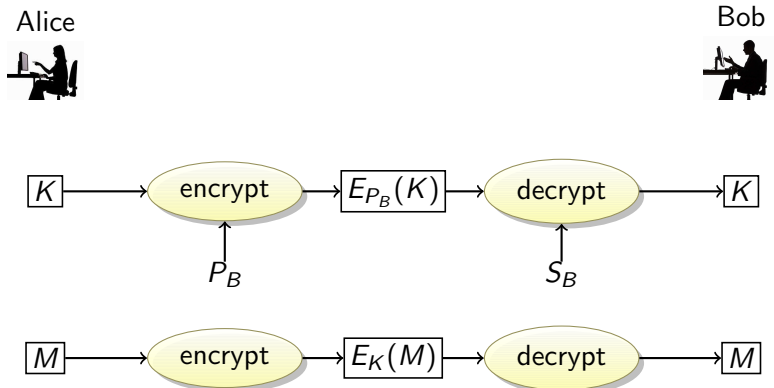 Alice Bob
K encrypt E_{P_B}(K) decrypt K
P_B S_B
M encrypt E_K(M) decrypt M